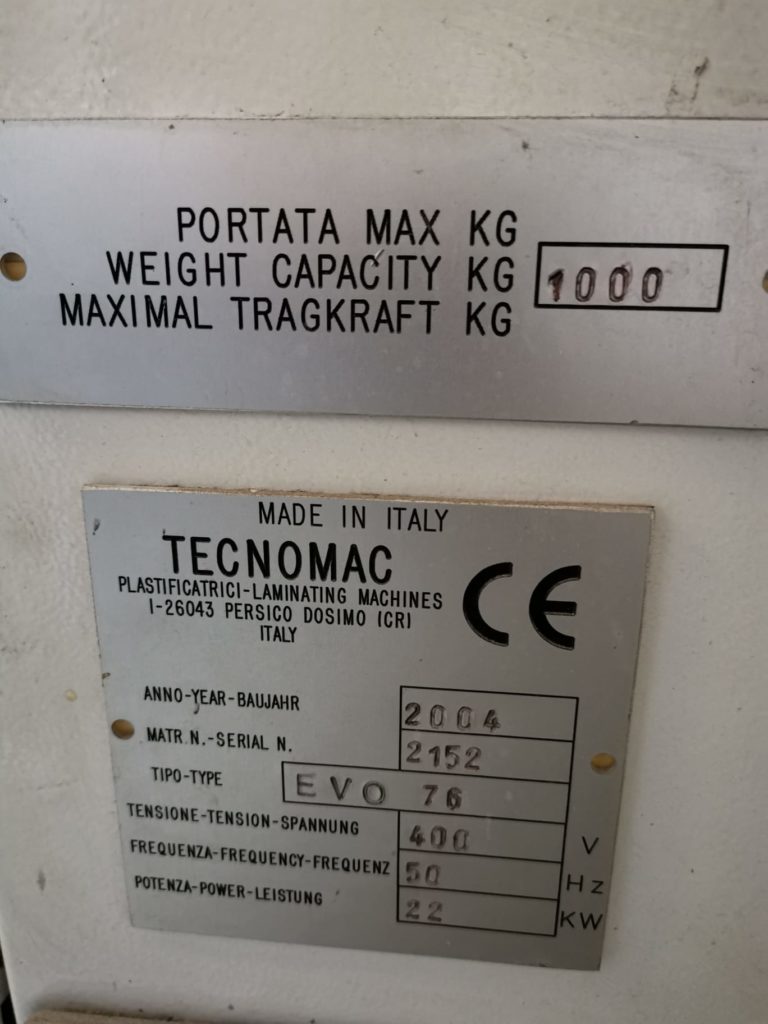 PORTATA MAX KG
WEIGHT CAPACITY KG 1000
MAXIMAL TRAGKRAFT KG
MADE IN ITALY
TECNOMAC
PLASTIFICATRICI-LAMINATING MACHINES
I-26043 PERSICO DOSIMO (CR)
ITALY
CE
ANNO-YEAR-BAUJAHR 2004
MATR.N.-SERIAL N. 2152
TIPO-TYPE EVO 76
TENSIONE-TENSION-SPANNUNG 400 V
FREQUENZA-FREQUENCY-FREQUENZ 50 Hz
POTENZA-POWER-LEISTUNG 22 KW